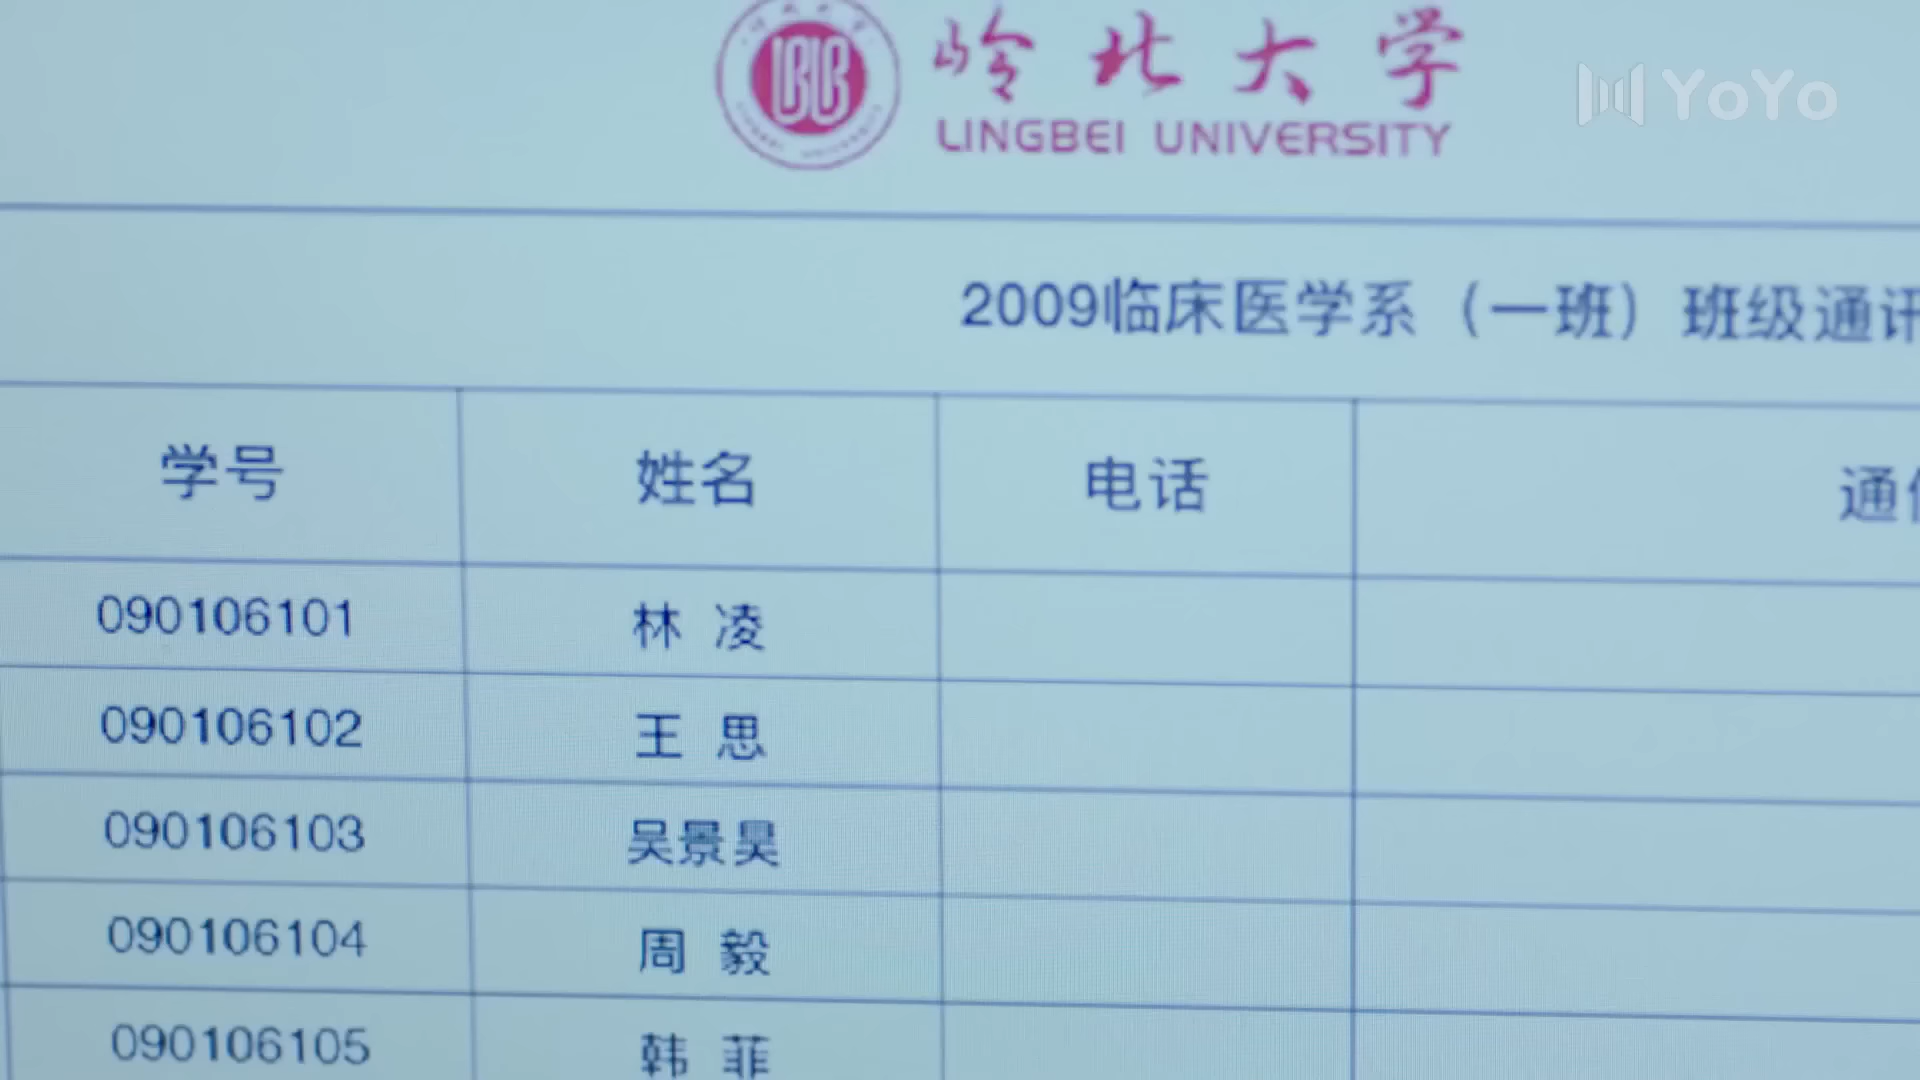 岭北大学
LINGBEI UNIVERSITY
YoYo
2009临床医学系（一班）班级通讯
学号 姓名 电话 通
090106101 林 凌
090106102 王 思
090106103 吴景昊
090106104 周 毅
090106105 韩 菲